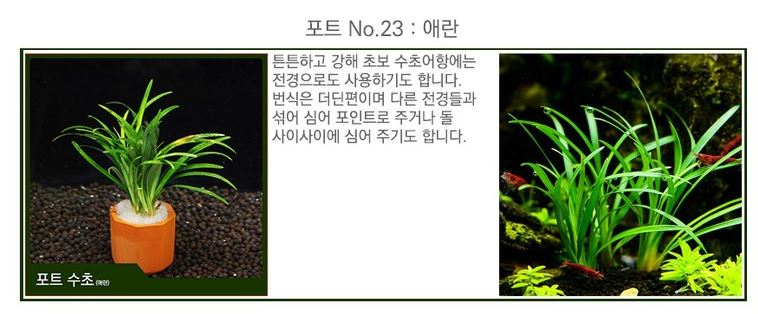 포트 No.23 : 애란
튼튼하고 강해 초보 수초어항에는
전경으로도 사용하기도 합니다.
번식은 더딘편이며 다른 전경들과
섞어 심어 포인트로 주거나 돌
사이사이에 심어 주기도 합니다.
포트 수초 (애란)